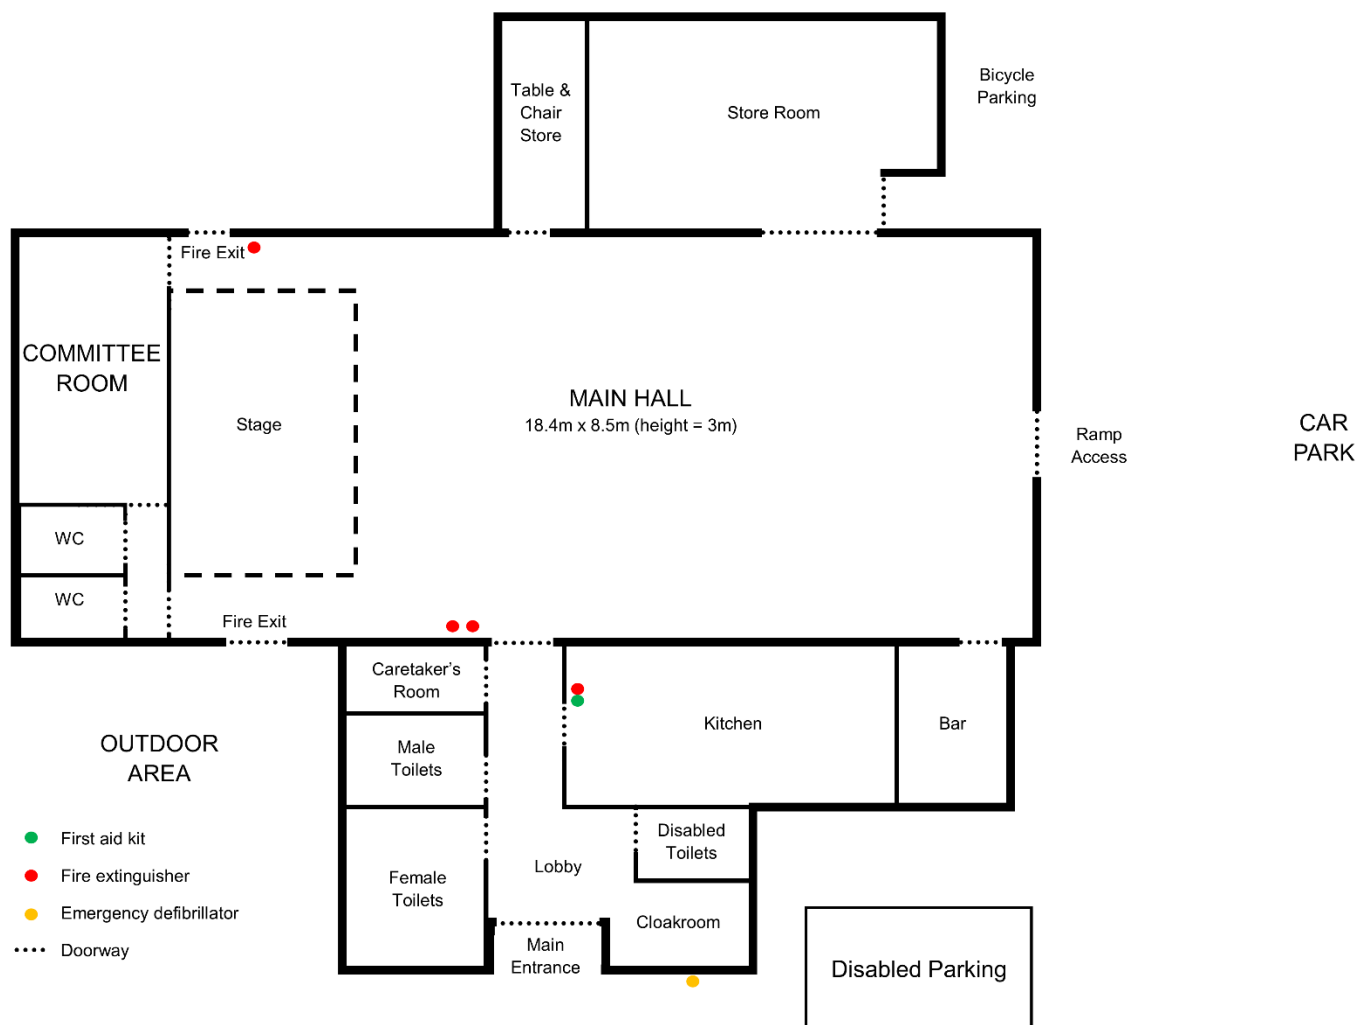 Table &
Chair
Store
Store Room
Bicycle
Parking
Fire Exit
COMMITTEE
ROOM
Stage
MAIN HALL
18.4m x 8.5m (height = 3m)
Ramp
Access
CAR
PARK
WC
WC
Fire Exit
Caretaker's
Room
Kitchen
Bar
Male
Toilets
OUTDOOR
AREA
Disabled
Toilets
Lobby
Female
Toilets
Cloakroom
Main
Entrance
Disabled Parking
First aid kit
Fire extinguisher
Emergency defibrillator
Doorway